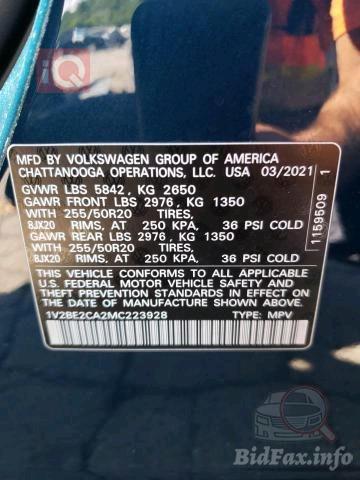 iQ
MFD BY VOLKSWAGEN GROUP OF AMERICA
CHATTANOOGA OPERATIONS, LLC. USA 03/2021
GVWR LBS 5842, KG 2650
GAWR FRONT LBS 2976, KG 1350
WITH 255/50R20 TIRES,
8JX20 RIMS, AT 250 KPA, 36 PSI COLD
GAWR REAR LBS 2976, KG 1350
WITH 255/50R20 TIRES,
8JX20 RIMS, AT 250 KPA, 36 PSI COLD
THIS VEHICLE CONFORMS TO ALL APPLICABLE
U.S. FEDERAL MOTOR VEHICLE SAFETY STANDARDS IN
EFFECT ON THE DATE OF MANUFACTURE SHOWN ABOVE.
1V2BE2CA2MC223928 TYPE: MPV
1159509 1
BidFax.info